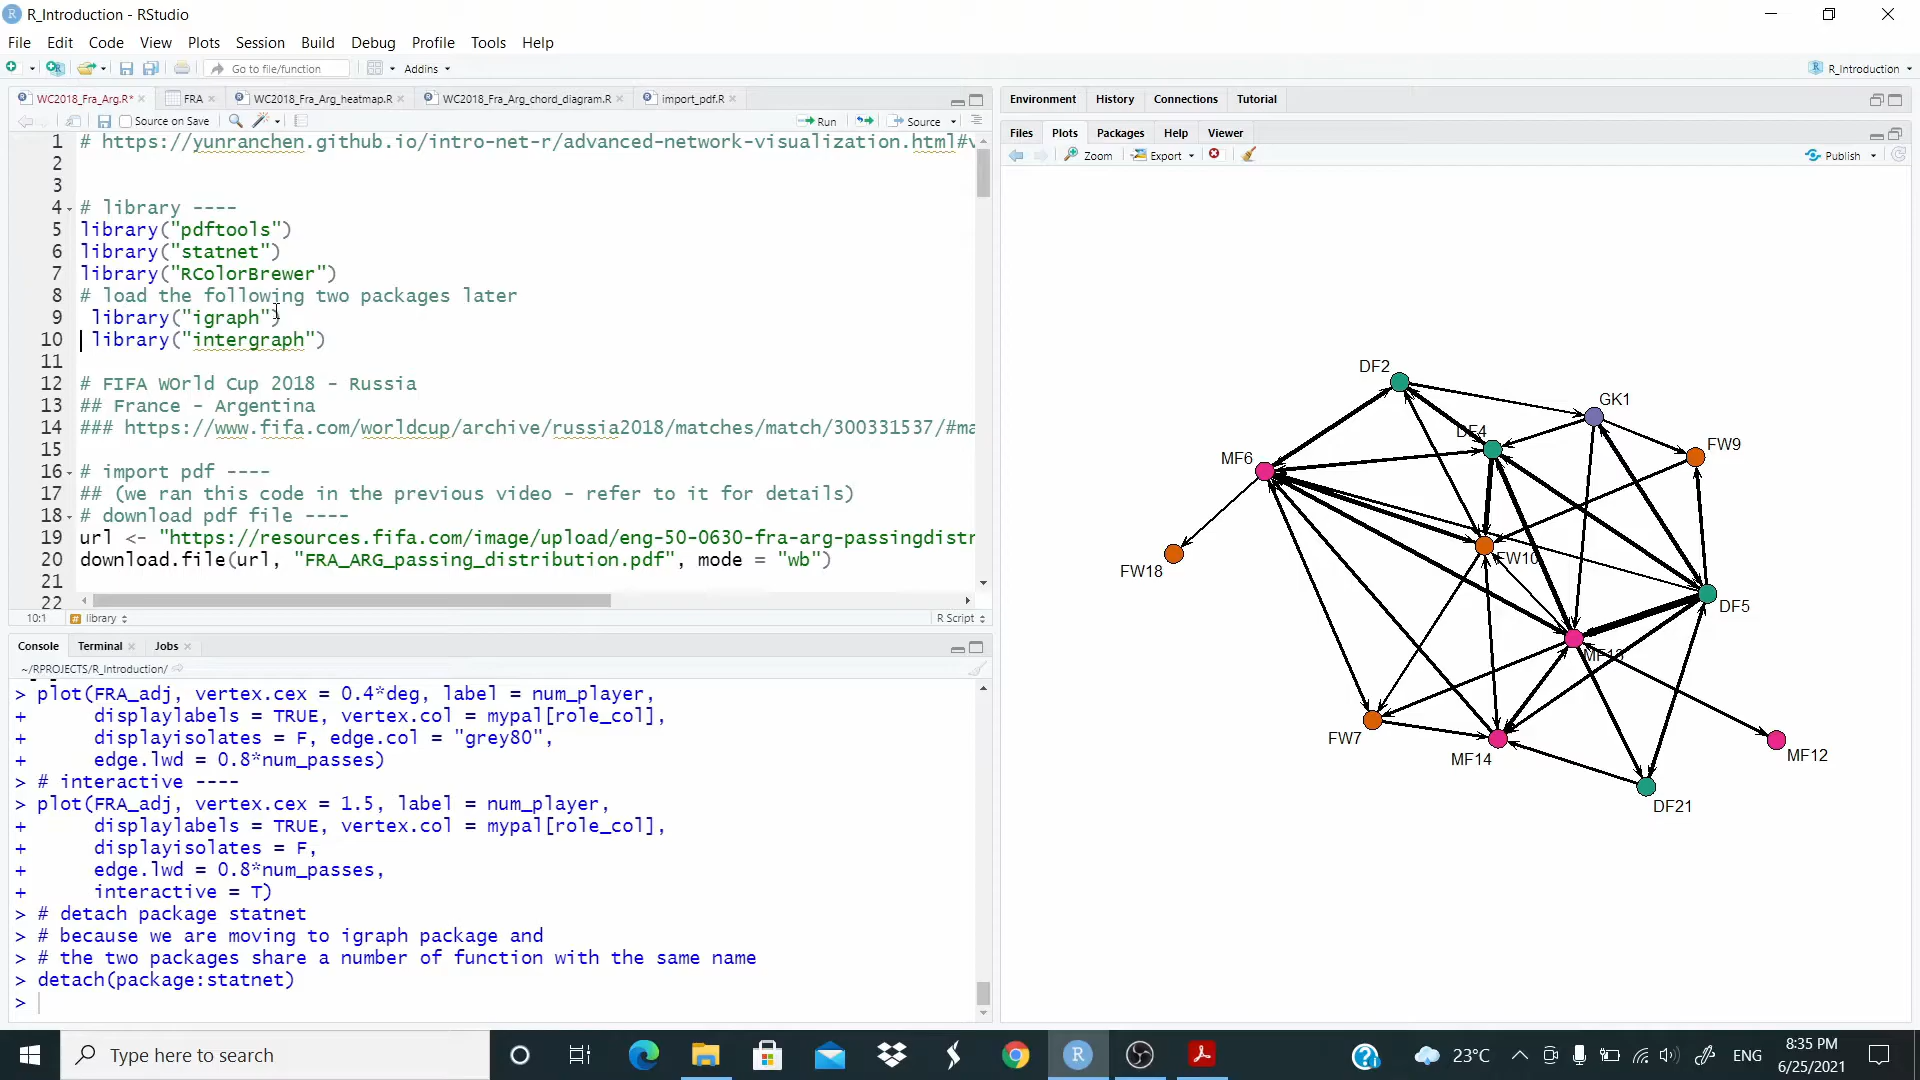 R_Introduction - RStudio
File Edit Code View Plots Session Build Debug Profile Tools Help
Go to file/function Addins R_Introduction
WC2018_Fra_Arg.R* FRA WC2018_Fra_Arg_heatmap.R WC2018_Fra_Arg_chord_diagram.R import_pdf.R
Source on Save Run Source
1 # https://yunranchen.github.io/intro-net-r/advanced-network-visualization.html#v
2
3
4 # library ----
5 library("pdftools")
6 library("statnet")
7 library("RColorBrewer")
8 # load the following two packages later
9 library("igraph")
10 library("intergraph")
11
12 # FIFA WOrld Cup 2018 - Russia
13 ## France - Argentina
14 ### https://www.fifa.com/worldcup/archive/russia2018/matches/match/300331537/#ma
15
16 # import pdf ----
17 ## (we ran this code in the previous video - refer to it for details)
18 # download pdf file ----
19 url <- "https://resources.fifa.com/image/upload/eng-50-0630-fra-arg-passingdistr
20 download.file(url, "FRA_ARG_passing_distribution.pdf", mode = "wb")
21
22
10:1 # library R Script
Console Terminal Jobs
~/RPROJECTS/R_Introduction/
> plot(FRA_adj, vertex.cex = 0.4*deg, label = num_player,
+ displaylabels = TRUE, vertex.col = mypal[role_col],
+ displayisolates = F, edge.col = "grey80",
+ edge.lwd = 0.8*num_passes)
> # interactive ----
> plot(FRA_adj, vertex.cex = 1.5, label = num_player,
+ displaylabels = TRUE, vertex.col = mypal[role_col],
+ displayisolates = F,
+ edge.lwd = 0.8*num_passes,
+ interactive = T)
> # detach package statnet
> # because we are moving to igraph package and
> # the two packages share a number of function with the same name
> detach(package:statnet)
>
Environment History Connections Tutorial
Files Plots Packages Help Viewer
Zoom Export Publish
DF2
GK1
DF4
FW9
MF6
FW10
FW18
DF5
MF13
FW7
MF14
MF12
DF21
Type here to search
23°C ENG 8:35 PM
6/25/2021